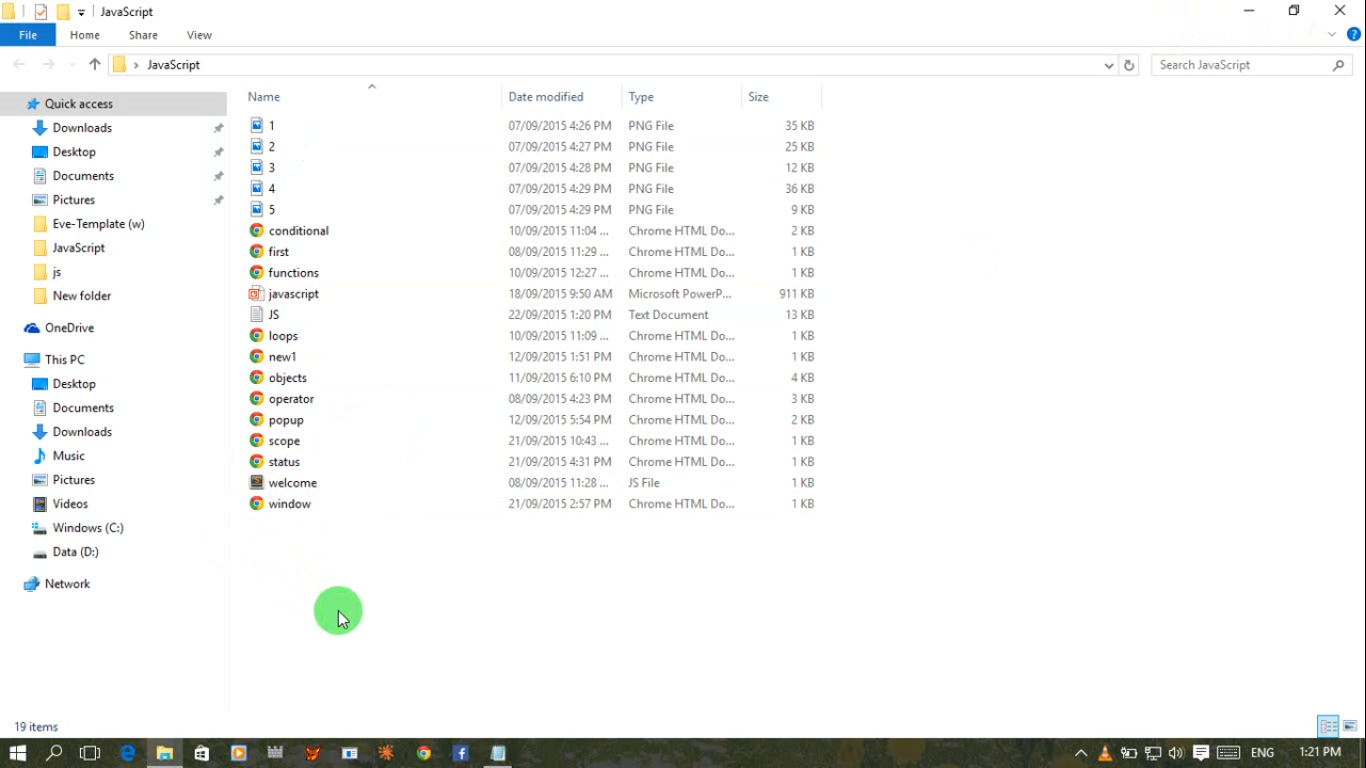 JavaScript
File Home Share View
JavaScript Search JavaScript
Name Date modified Type Size
Quick access
Downloads
Desktop
Documents
Pictures
Eve-Template (w)
JavaScript
js
New folder
OneDrive
This PC
Desktop
Documents
Downloads
Music
Pictures
Videos
Windows (C:)
Data (D:)
Network
1 07/09/2015 4:26 PM PNG File 35 KB
2 07/09/2015 4:27 PM PNG File 25 KB
3 07/09/2015 4:28 PM PNG File 12 KB
4 07/09/2015 4:29 PM PNG File 36 KB
5 07/09/2015 4:29 PM PNG File 9 KB
conditional 10/09/2015 11:04 ... Chrome HTML Do... 2 KB
first 08/09/2015 11:29 ... Chrome HTML Do... 1 KB
functions 10/09/2015 12:27 ... Chrome HTML Do... 1 KB
javascript 18/09/2015 9:50 AM Microsoft PowerP... 911 KB
JS 22/09/2015 1:20 PM Text Document 13 KB
loops 10/09/2015 11:09 ... Chrome HTML Do... 1 KB
new1 12/09/2015 1:51 PM Chrome HTML Do... 1 KB
objects 11/09/2015 6:10 PM Chrome HTML Do... 4 KB
operator 08/09/2015 4:23 PM Chrome HTML Do... 3 KB
popup 12/09/2015 5:54 PM Chrome HTML Do... 2 KB
scope 21/09/2015 10:43 ... Chrome HTML Do... 1 KB
status 21/09/2015 4:31 PM Chrome HTML Do... 1 KB
welcome 08/09/2015 11:28 ... JS File 1 KB
window 21/09/2015 2:57 PM Chrome HTML Do... 1 KB
19 items
ENG 1:21 PM